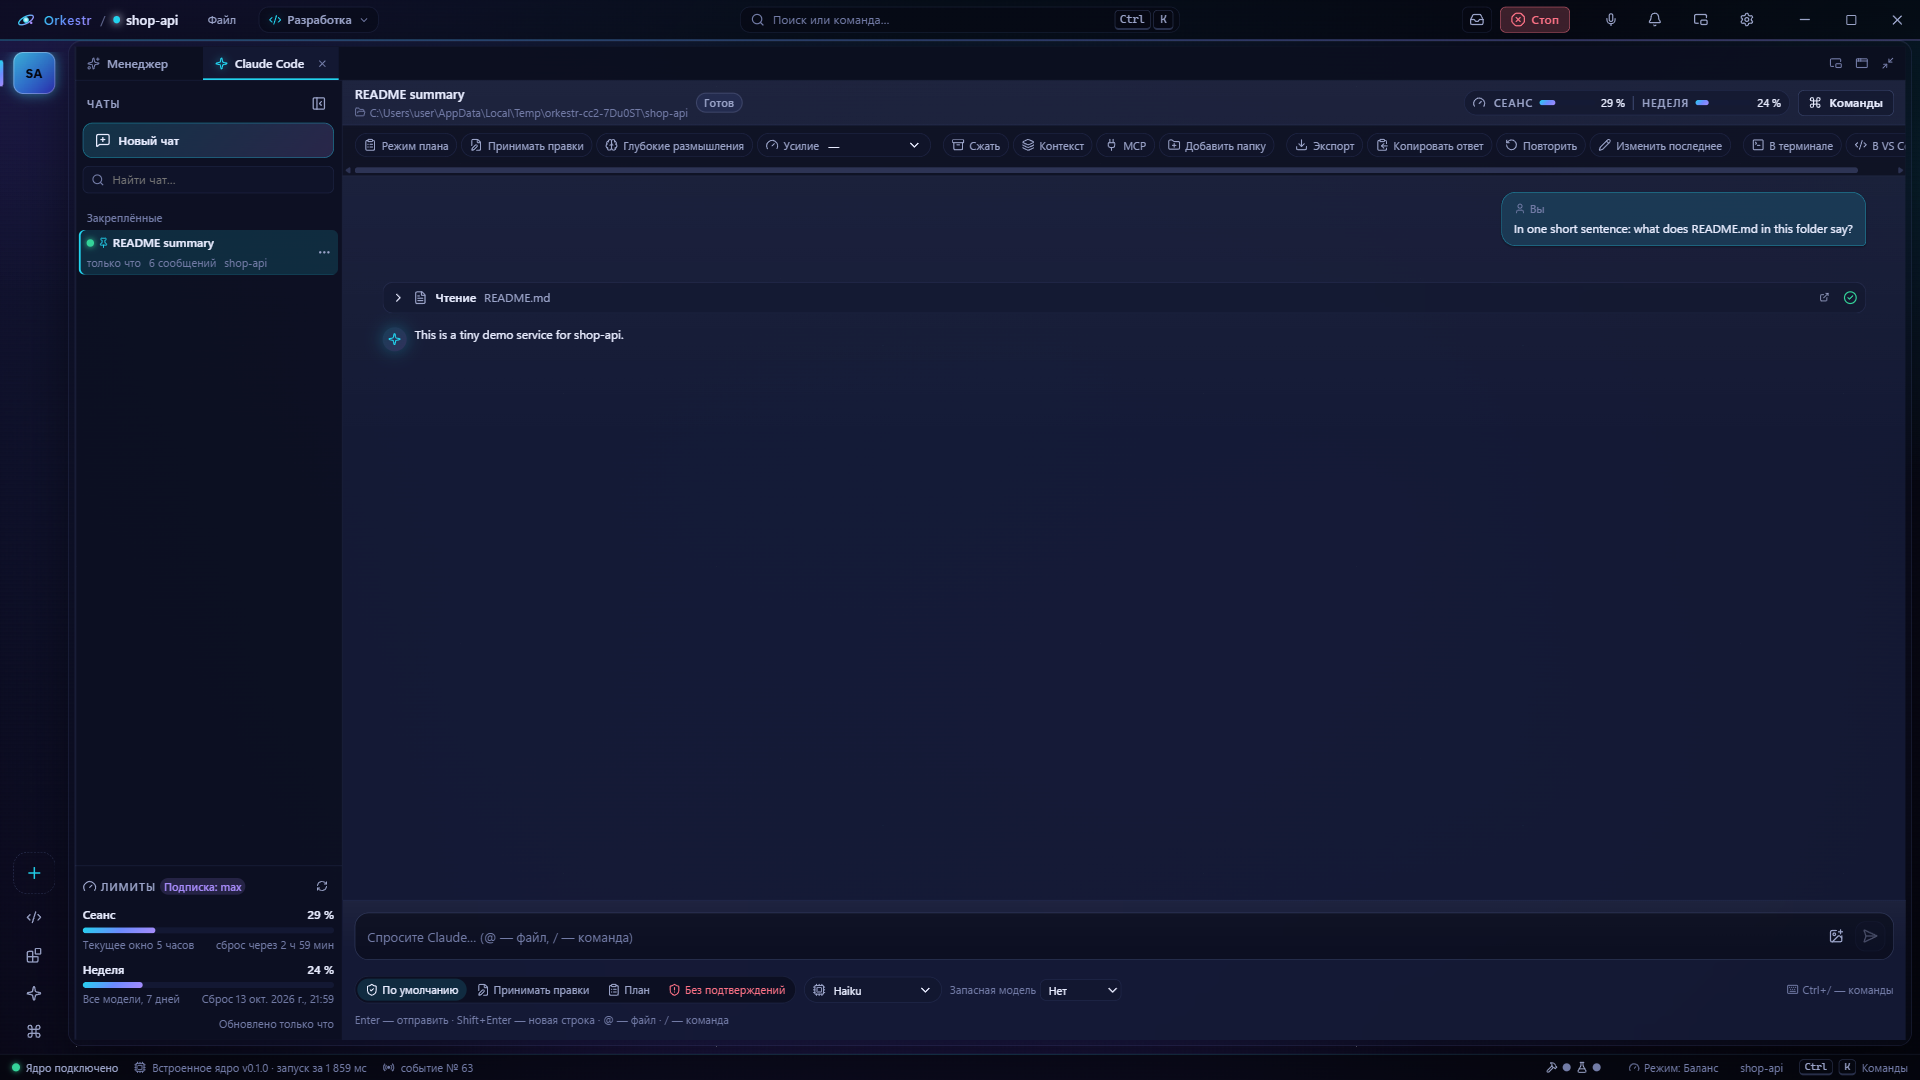 Orkestr / shop-api Файл Разработка Поиск или команда... Ctrl K Стоп
SA
Менеджер Claude Code
ЧАТЫ
Новый чат
Найти чат...
Закреплённые
README summary
только что 6 сообщений shop-api
README summary
C:\Users\user\AppData\Local\Temp\orkestr-cc2-7Du0ST\shop-api
Готов
СЕАНС 29 % НЕДЕЛЯ 24 % Команды
Режим плана Принимать правки Глубокие размышления Усилие — Сжать Контекст MCP Добавить папку Экспорт Копировать ответ Повторить Изменить последнее В терминале В VS Co
Вы
In one short sentence: what does README.md in this folder say?
Чтение README.md
This is a tiny demo service for shop-api.
ЛИМИТЫ Подписка: max
Сеанс 29 %
Текущее окно 5 часов сброс через 2 ч 59 мин
Неделя 24 %
Все модели, 7 дней Сброс 13 окт. 2026 г., 21:59
Обновлено только что
Спросите Claude... (@ — файл, / — команда)
По умолчанию Принимать правки План Без подтверждений Haiku Запасная модель Нет Ctrl+/ — команды
Enter — отправить · Shift+Enter — новая строка · @ — файл · / — команда
Ядро подключено Встроенное ядро v0.1.0 · запуск за 1 859 мс событие № 63 Режим: Баланс shop-api Ctrl K Команды